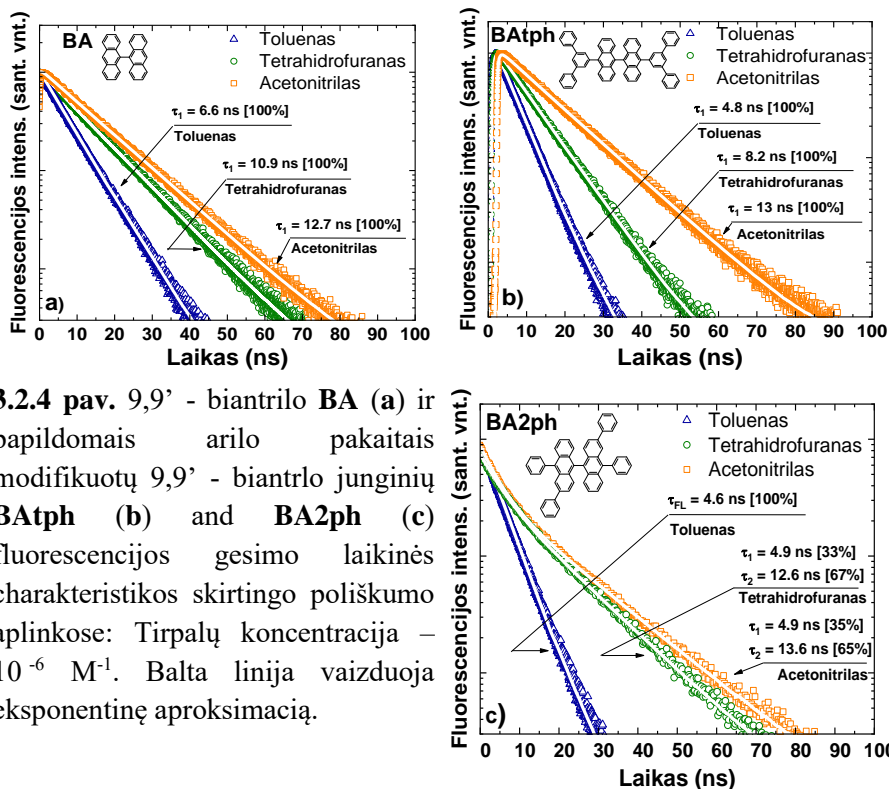 BA
Toluenas
Tetrahidrofuranas
Acetonitrilas
τ1 = 6.6 ns [100%]
Toluenas
τ1 = 10.9 ns [100%]
Tetrahidrofuranas
τ1 = 12.7 ns [100%]
Acetonitrilas
a)
Fluorescencijos intens. (sant. vnt.)
0 10 20 30 40 50 60 70 80 90 100
Laikas (ns)
BAtph
Toluenas
Tetrahidrofuranas
Acetonitrilas
τ1 = 4.8 ns [100%]
Toluenas
τ1 = 8.2 ns [100%]
Tetrahidrofuranas
τ1 = 13 ns [100%]
Acetonitrilas
b)
Fluorescencijos intens. (sant. vnt.)
0 10 20 30 40 50 60 70 80 90 100
Laikas (ns)
3.2.4 pav. 9,9’ - biantrilo BA (a) ir
papildomais arilo pakaitais
modifikuotų 9,9’ - biantrlo junginių
BAtph (b) and BA2ph (c)
fluorescencijos gesimo laikinės
charakteristikos skirtingo poliškumo
aplinkose: Tirpalų koncentracija –
10 -6 M-1. Balta linija vaizduoja
eksponentinę aproksimacią.
BA2ph
Toluenas
Tetrahidrofuranas
Acetonitrilas
τFL = 4.6 ns [100%]
Toluenas
τ1 = 4.9 ns [33%]
τ2 = 12.6 ns [67%]
Tetrahidrofuranas
τ1 = 4.9 ns [35%]
τ2 = 13.6 ns [65%]
Acetonitrilas
c)
Fluorescencijos intens. (sant. vnt.)
0 10 20 30 40 50 60 70 80 90 100
Laikas (ns)